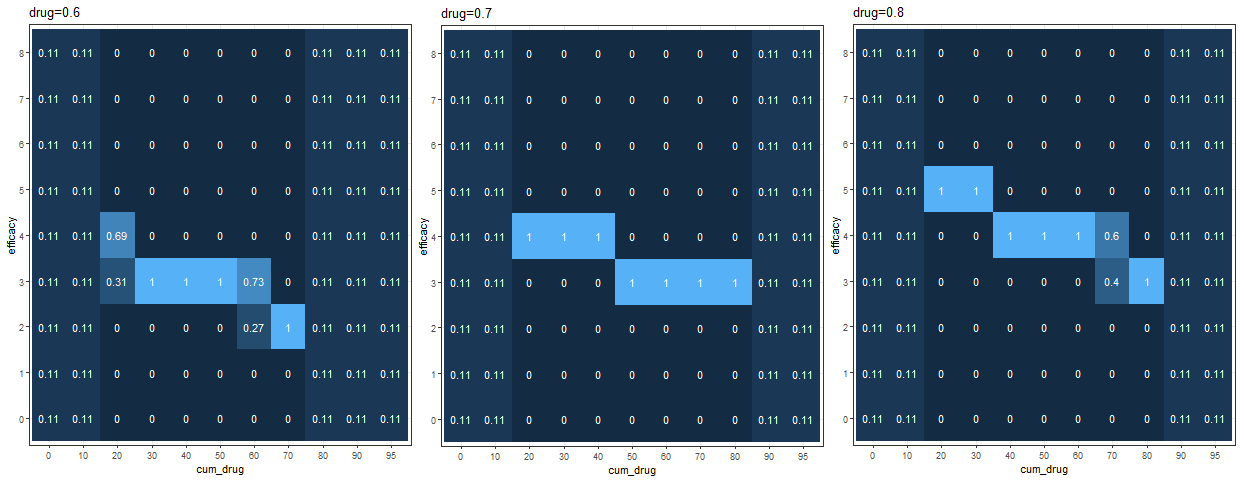 drug=0.6
8 0.11 0.11 0 0 0 0 0 0 0.11 0.11 0.11
7 0.11 0.11 0 0 0 0 0 0 0.11 0.11 0.11
6 0.11 0.11 0 0 0 0 0 0 0.11 0.11 0.11
5 0.11 0.11 0 0 0 0 0 0 0.11 0.11 0.11
4 0.11 0.11 0.69 0 0 0 0 0 0.11 0.11 0.11
3 0.11 0.11 0.31 1 1 1 0.73 0 0.11 0.11 0.11
2 0.11 0.11 0 0 0 0 0.27 1 0.11 0.11 0.11
1 0.11 0.11 0 0 0 0 0 0 0.11 0.11 0.11
0 0.11 0.11 0 0 0 0 0 0 0.11 0.11 0.11
efficacy
0 10 20 30 40 50 60 70 80 90 95
cum_drug
drug=0.7
8 0.11 0.11 0 0 0 0 0 0 0 0.11 0.11
7 0.11 0.11 0 0 0 0 0 0 0 0.11 0.11
6 0.11 0.11 0 0 0 0 0 0 0 0.11 0.11
5 0.11 0.11 0 0 0 0 0 0 0 0.11 0.11
4 0.11 0.11 1 1 1 0 0 0 0 0.11 0.11
3 0.11 0.11 0 0 0 1 1 1 1 0.11 0.11
2 0.11 0.11 0 0 0 0 0 0 0 0.11 0.11
1 0.11 0.11 0 0 0 0 0 0 0 0.11 0.11
0 0.11 0.11 0 0 0 0 0 0 0 0.11 0.11
efficacy
0 10 20 30 40 50 60 70 80 90 95
cum_drug
drug=0.8
8 0.11 0.11 0 0 0 0 0 0 0 0.11 0.11
7 0.11 0.11 0 0 0 0 0 0 0 0.11 0.11
6 0.11 0.11 0 0 0 0 0 0 0 0.11 0.11
5 0.11 0.11 1 1 0 0 0 0 0 0.11 0.11
4 0.11 0.11 0 0 1 1 1 0.6 0 0.11 0.11
3 0.11 0.11 0 0 0 0 0 0.4 1 0.11 0.11
2 0.11 0.11 0 0 0 0 0 0 0 0.11 0.11
1 0.11 0.11 0 0 0 0 0 0 0 0.11 0.11
0 0.11 0.11 0 0 0 0 0 0 0 0.11 0.11
efficacy
0 10 20 30 40 50 60 70 80 90 95
cum_drug